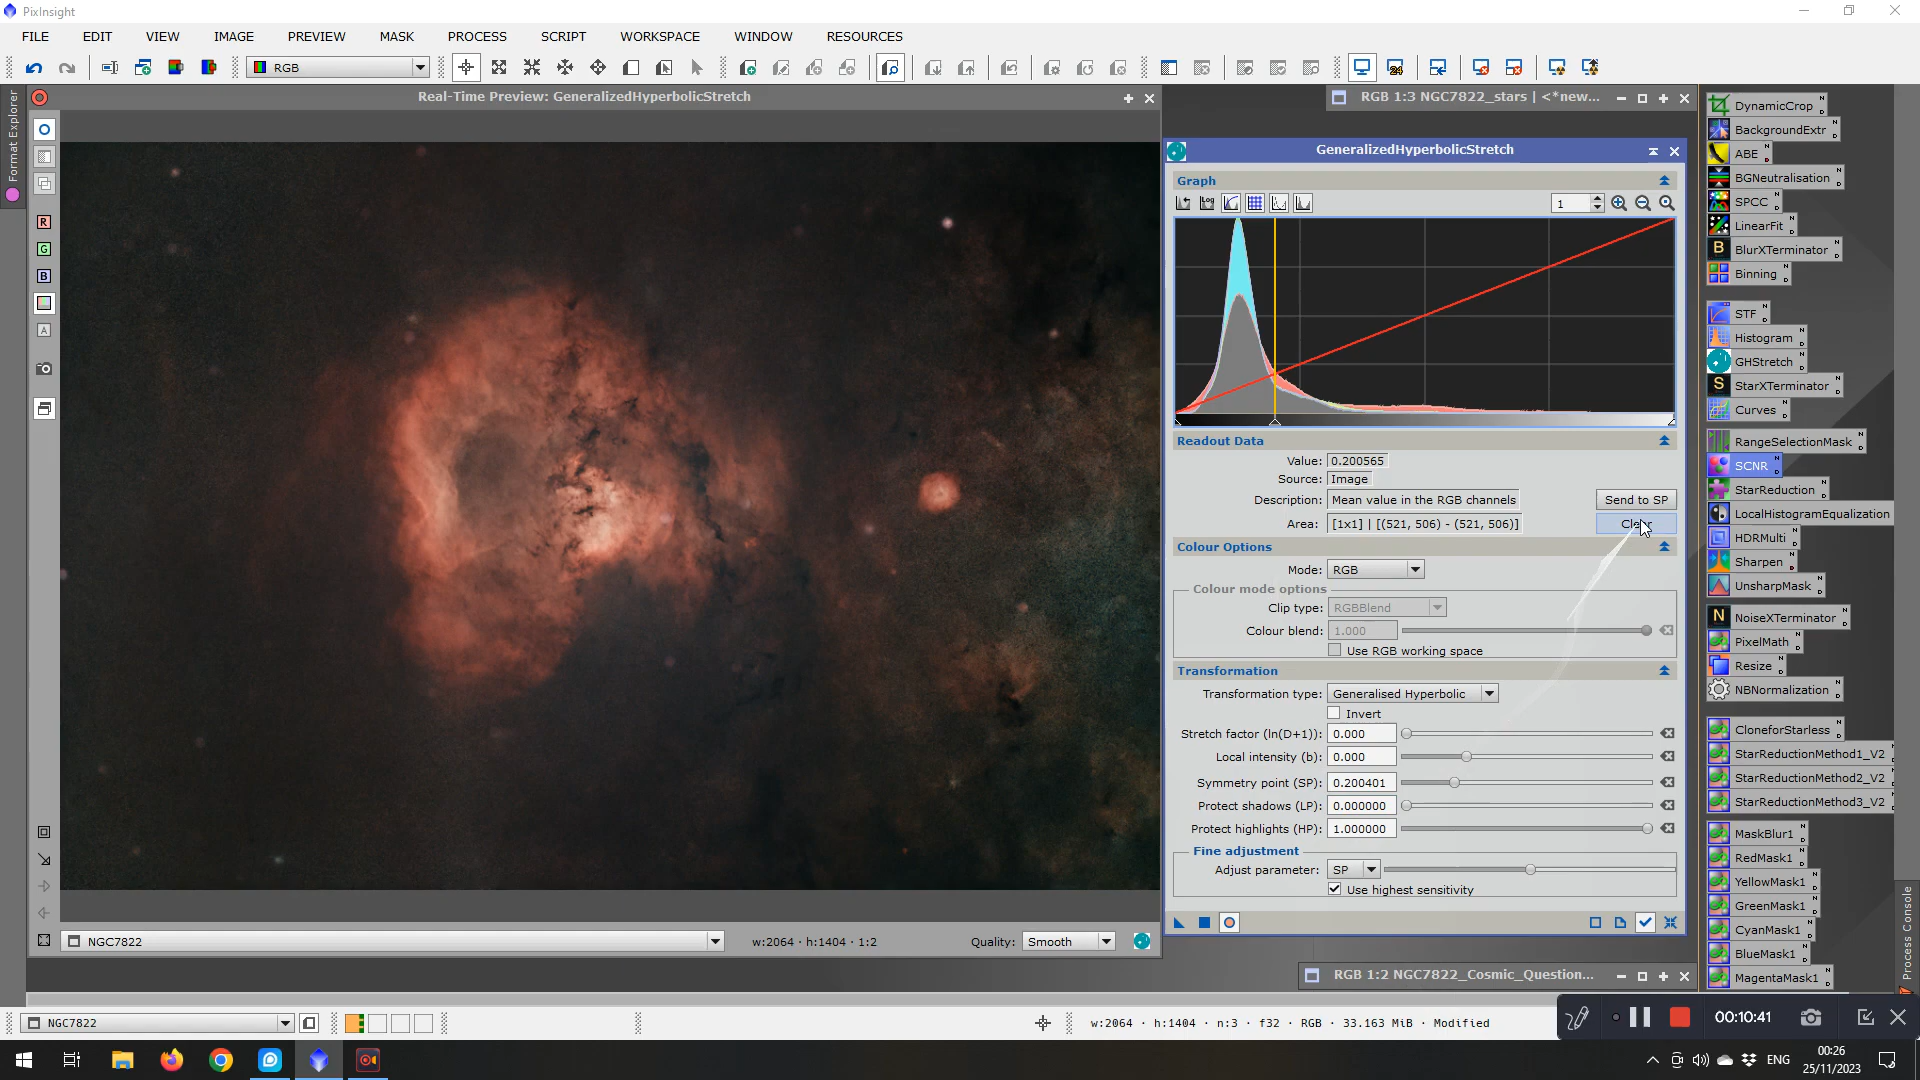 PixInsight
FILE EDIT VIEW IMAGE PREVIEW MASK PROCESS SCRIPT WORKSPACE WINDOW RESOURCES
RGB
24
Format Explorer
Real-Time Preview: GeneralizedHyperbolicStretch
RGB 1:3 NGC7822_stars | <*new...
R
G
B
A
NGC7822
w:2064 · h:1404 · 1:2
Quality: Smooth
GeneralizedHyperbolicStretch
Graph
Log
1
Readout Data
Value: 0.200565
Source: Image
Description: Mean value in the RGB channels
Send to SP
Area: [1x1] | [(521, 506) - (521, 506)]
Clear
Colour Options
Mode: RGB
Colour mode options
Clip type: RGBBlend
Colour blend: 1.000
Use RGB working space
Transformation
Transformation type: Generalised Hyperbolic
Invert
Stretch factor (ln(D+1)): 0.000
Local intensity (b): 0.000
Symmetry point (SP): 0.200401
Protect shadows (LP): 0.000000
Protect highlights (HP): 1.000000
Fine adjustment
Adjust parameter: SP
Use highest sensitivity
RGB 1:2 NGC7822_Cosmic_Question...
DynamicCrop
BackgroundExtr
ABE
BGNeutralisation
SPCC
LinearFit
BlurXTerminator
Binning
STF
Histogram
GHStretch
StarXTerminator
Curves
RangeSelectionMask
SCNR
StarReduction
LocalHistogramEqualization
HDRMulti
Sharpen
UnsharpMask
NoiseXTerminator
PixelMath
Resize
NBNormalization
CloneforStarless
StarReductionMethod1_V2
StarReductionMethod2_V2
StarReductionMethod3_V2
MaskBlur1
RedMask1
YellowMask1
GreenMask1
CyanMask1
BlueMask1
MagentaMask1
Process Console
NGC7822
w:2064 · h:1404 · n:3 · f32 · RGB · 33.163 MiB · Modified
00:10:41
ENG
00:26
25/11/2023